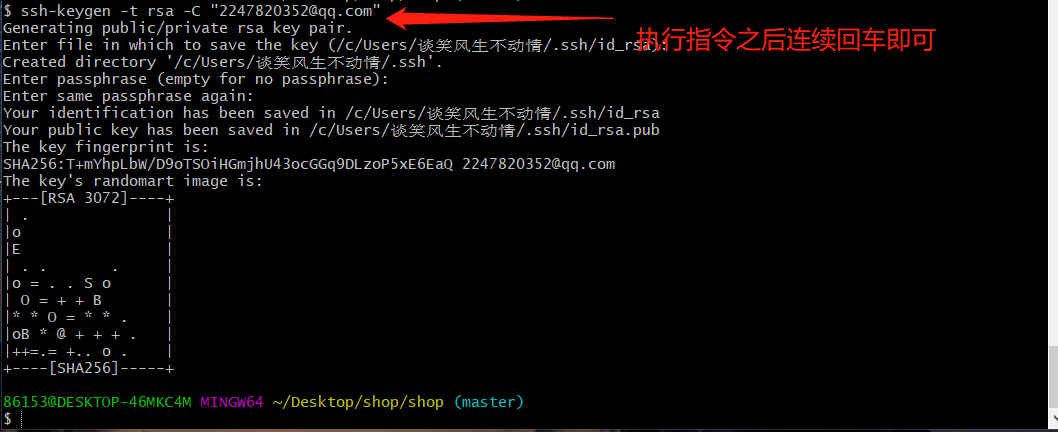 $ ssh-keygen -t rsa -C "2247820352@qq.com"
Generating public/private rsa key pair.
Enter file in which to save the key (/c/Users/谈笑风生不动情/.ssh/id_rsa):
执行指令之后连续回车即可
Created directory '/c/Users/谈笑风生不动情/.ssh'.
Enter passphrase (empty for no passphrase):
Enter same passphrase again:
Your identification has been saved in /c/Users/谈笑风生不动情/.ssh/id_rsa
Your public key has been saved in /c/Users/谈笑风生不动情/.ssh/id_rsa.pub
The key fingerprint is:
SHA256:T+mYhpLbW/D9oTSOiHGmjhU43ocGGq9DLzoP5xE6EaQ 2247820352@qq.com
The key's randomart image is:
+---[RSA 3072]----+
| .               |
|o                |
|E                |
| . .       .     |
|o = . . S o      |
| O = + + B       |
|* * O = * * .    |
|oB * @ + + + .   |
|++=.= +.. o .    |
+----[SHA256]-----+
86153@DESKTOP-46MKC4M MINGW64 ~/Desktop/shop/shop (master)
$